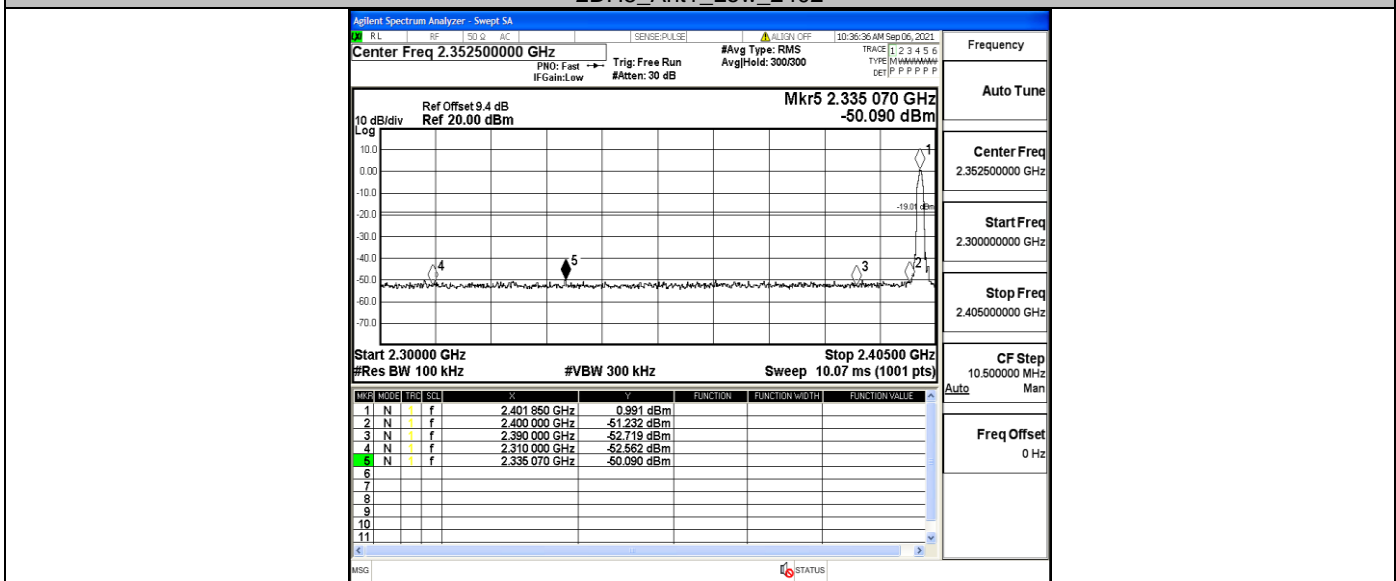 Agilent Spectrum Analyzer - Swept SA
RL RF 50 Ω AC SENSE:PULSE ALIGN OFF 10:36:36 AM Sep 06, 2021
Center Freq 2.352500000 GHz
PNO: Fast
IFGain:Low
Trig: Free Run
#Atten: 30 dB
#Avg Type: RMS
Avg|Hold: 300/300
TRACE 1 2 3 4 5 6
TYPE M
DET P P P P P P
Frequency
Auto Tune
Center Freq
2.352500000 GHz
Start Freq
2.300000000 GHz
Stop Freq
2.405000000 GHz
CF Step
10.500000 MHz
Auto Man
Freq Offset
0 Hz
Mkr5 2.335 070 GHz
-50.090 dBm
Ref Offset 9.4 dB
10 dB/div Ref 20.00 dBm
Log
10.0
0.00
-10.0
-20.0
-30.0
-40.0
-50.0
-60.0
-70.0
-19.01 dBm
1
2
3
4
5
Start 2.30000 GHz Stop 2.40500 GHz
#Res BW 100 kHz #VBW 300 kHz Sweep 10.07 ms (1001 pts)
MKR MODE TRC SCL X Y FUNCTION FUNCTION WIDTH FUNCTION VALUE
1 N 1 f 2.401 850 GHz 0.991 dBm
2 N 1 f 2.400 000 GHz -51.232 dBm
3 N 1 f 2.390 000 GHz -52.719 dBm
4 N 1 f 2.310 000 GHz -52.562 dBm
5 N 1 f 2.335 070 GHz -50.090 dBm
6
7
8
9
10
11
MSG STATUS